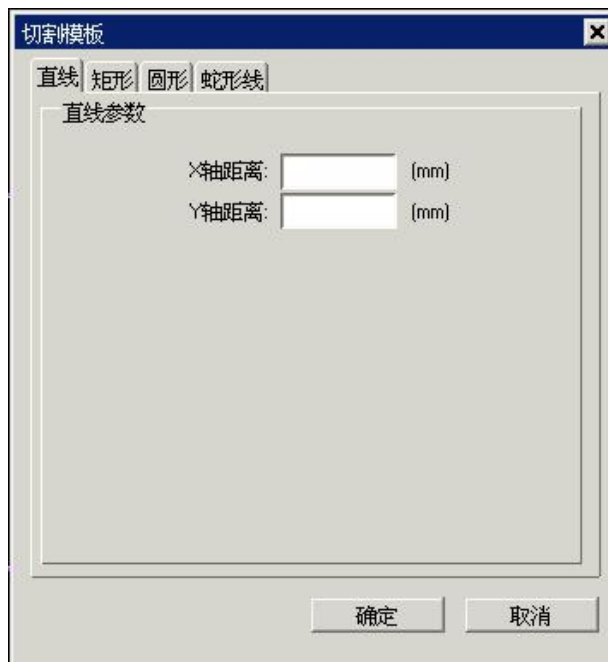 切割模板
直线 矩形 圆形 蛇形线
直线参数
X轴距离: (mm)
Y轴距离: (mm)
确定 取消